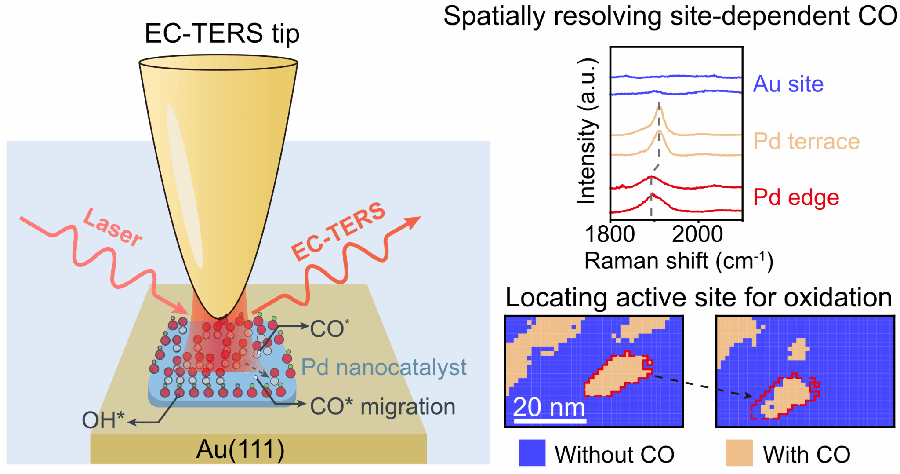 EC-TERS tip
Laser
EC-TERS
CO*
Pd nanocatalyst
CO* migration
OH*
Au(111)
Spatially resolving site-dependent CO
Intensity (a.u.)
Au site
Pd terrace
Pd edge
1800 2000
Raman shift (cm⁻¹)
Locating active site for oxidation
20 nm
Without CO
With CO